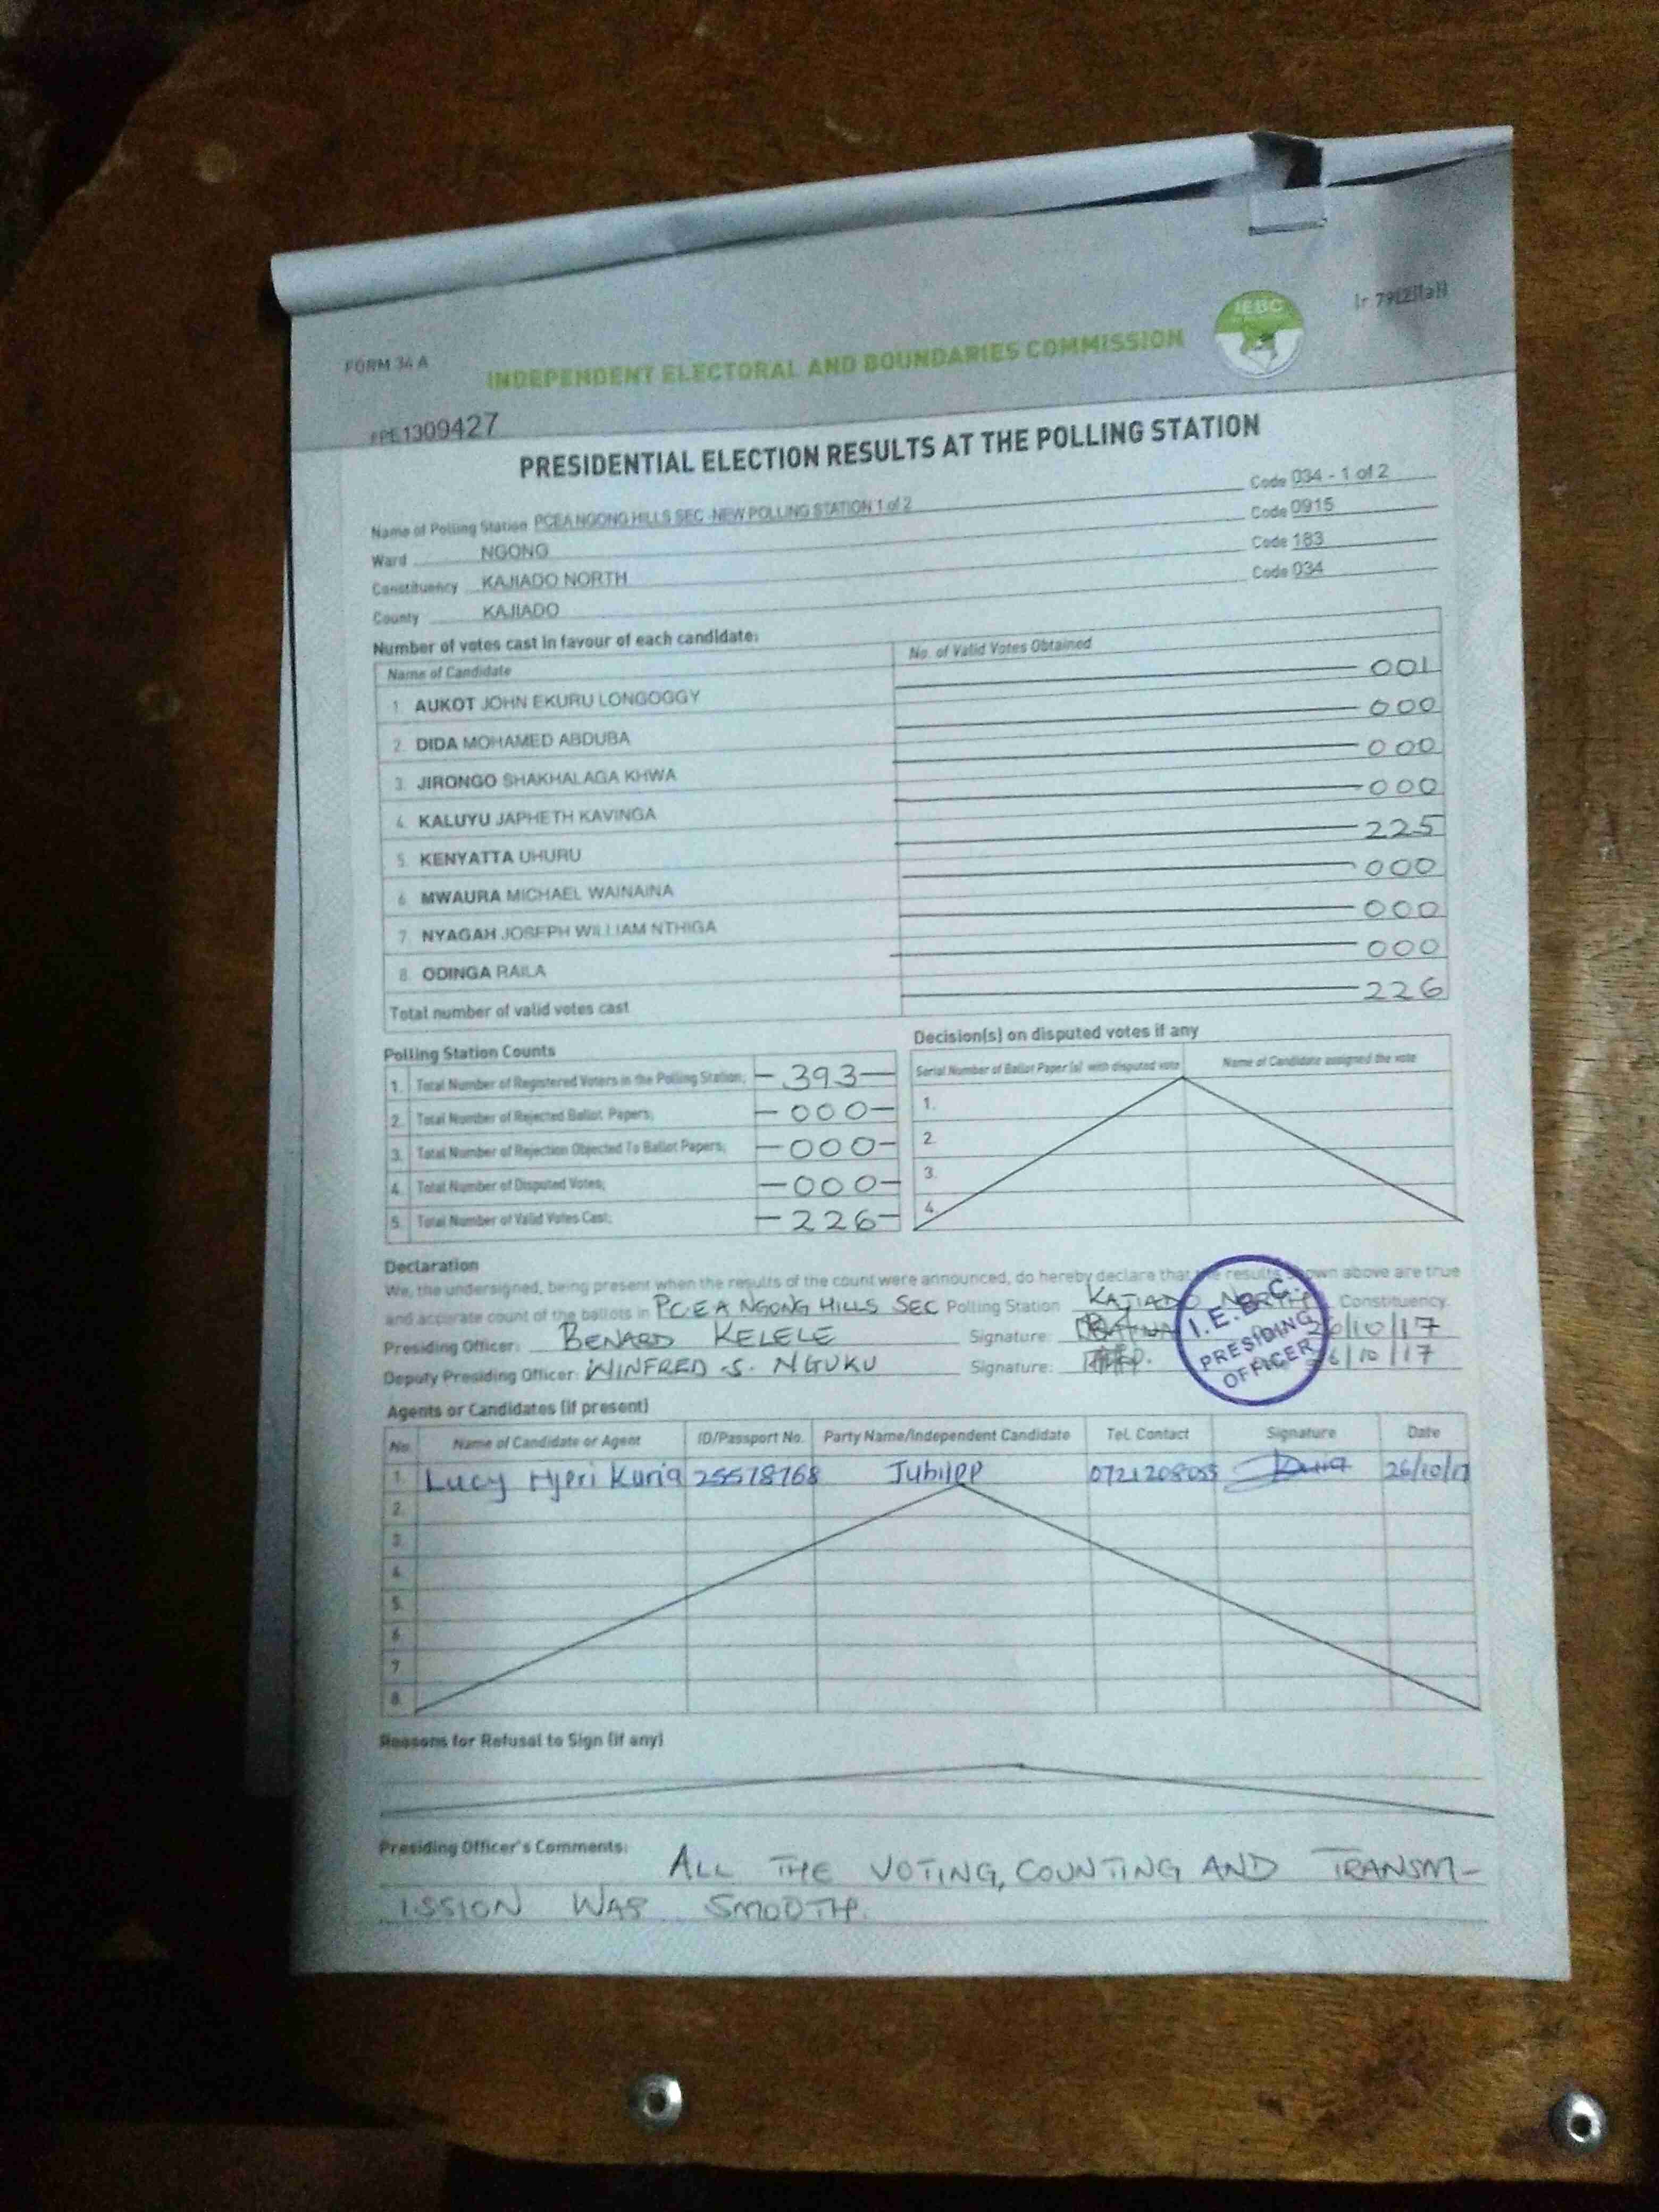 FORM 34 A
INDEPENDENT ELECTORAL AND BOUNDARIES COMMISSION
IEBC
1309427
PRESIDENTIAL ELECTION RESULTS AT THE POLLING STATION
Name of Polling Station PCEA NGONG HILLS SEC -NEW POLLING STATION 1 of 2 Code 034 - 1 of 2
Ward NGONG Code 0915
Constituency KAJIADO NORTH Code 183
County KAJIADO Code 034
Number of votes cast in favour of each candidate:
Name of Candidate No. of Valid Votes Obtained
1. AUKOT JOHN EKURU LONGOGGY 001
2. DIDA MOHAMED ABDUBA 000
3. JIRONGO SHAKHALAGA KHWA 000
4. KALUYU JAPHETH KAVINGA 000
5. KENYATTA UHURU 225
6. MWAURA MICHAEL WAINAINA 000
7. NYAGAH JOSEPH WILLIAM NTHIGA 000
8. ODINGA RAILA 000
Total number of valid votes cast 226
Polling Station Counts
1. Total Number of Registered Voters in the Polling Station; 393
2. Total Number of Rejected Ballot Papers; 000
3. Total Number of Rejection Objected To Ballot Papers; 000
4. Total Number of Disputed Votes; 000
5. Total Number of Valid Votes Cast; 226
Decision(s) on disputed votes if any
Serial Number of Ballot Paper(s) with disputed vote Name of Candidate assigned the vote
1.
2.
3.
4.
Declaration
We, the undersigned, being present when the results of the count were announced, do hereby declare that the results shown above are true
and accurate count of the ballots in P.C.E.A NGONG HILLS SEC Polling Station KAJIADO NORTH Constituency
Presiding Officer: BENARD KELELE Signature: 26/10/17
Deputy Presiding Officer: WINFRED S. NGUKU Signature: 26/10/17
I.E.B.C.
PRESIDING
OFFICER
Agents or Candidates (if present)
No. Name of Candidate or Agent ID/Passport No. Party Name/Independent Candidate Tel. Contact Signature Date
1. Lucy Njeri Kuria 25578768 Jubilee 0721208055 26/10/17
2.
3.
4.
5.
6.
7.
8.
Reasons for Refusal to Sign (if any)
Presiding Officer's Comments: ALL THE VOTING, COUNTING AND TRANSM-
ISSION WAS SMOOTH.